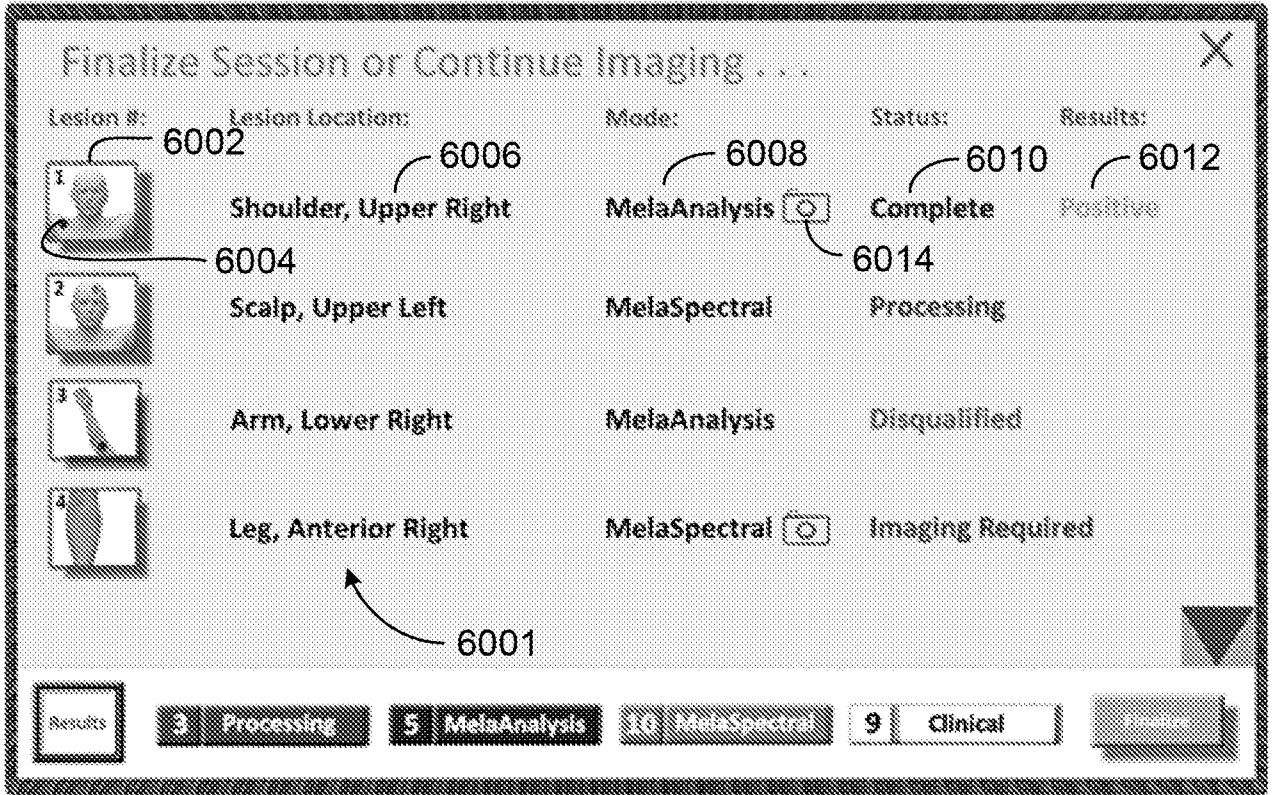 Finalize Session or Continue Imaging . . .
Lesion #: Lesion Location: Mode: Status: Results:
6002 6006 6008 6010 6012
1 Shoulder, Upper Right MelaAnalysis Complete Positive
6004 6014
2 Scalp, Upper Left MelaSpectral Processing
3 Arm, Lower Right MelaAnalysis Disqualified
4 Leg, Anterior Right MelaSpectral Imaging Required
6001
Results 3 Processing 5 MelaAnalysis 10 MelaSpectral 9 Clinical Finalize